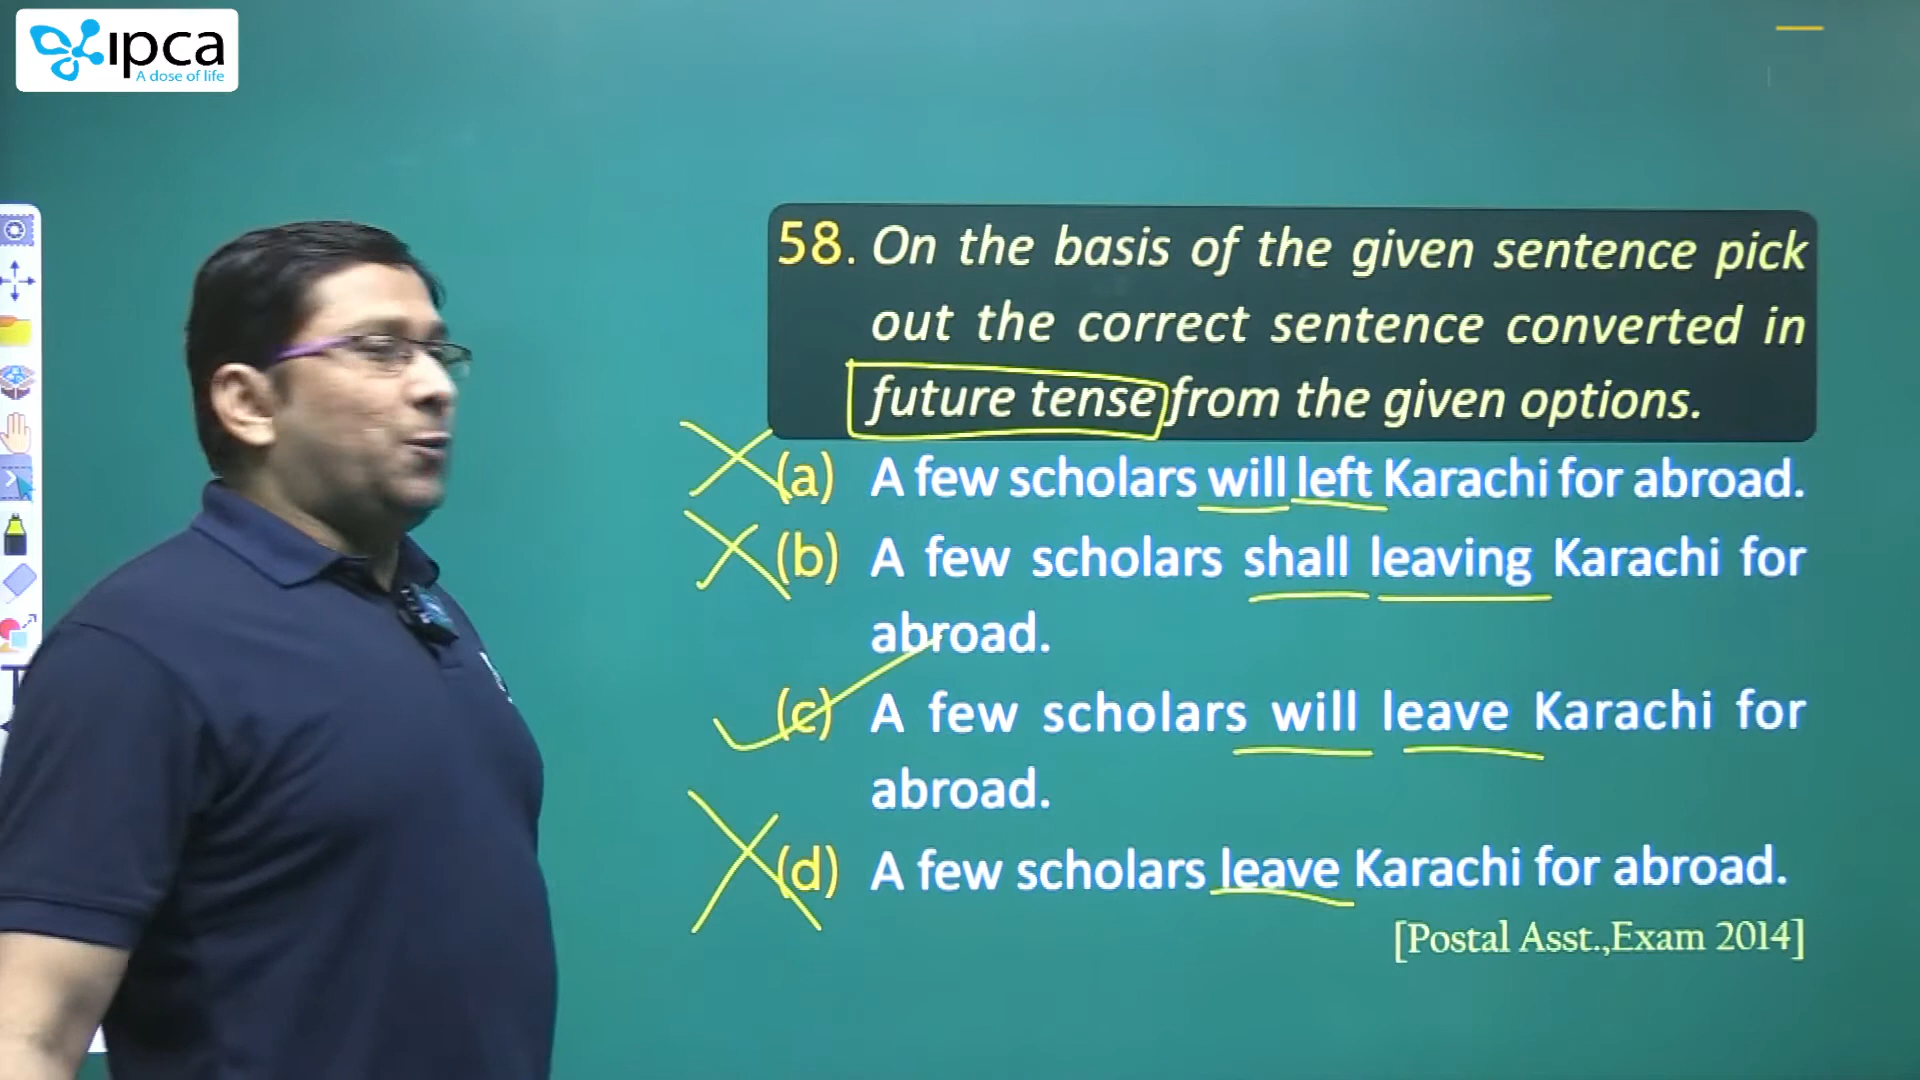 ipca
A dose of life
58. On the basis of the given sentence pick
out the correct sentence converted in
future tense from the given options.
(a) A few scholars will left Karachi for abroad.
(b) A few scholars shall leaving Karachi for
abroad.
(c) A few scholars will leave Karachi for
abroad.
(d) A few scholars leave Karachi for abroad.
[Postal Asst.,Exam 2014]